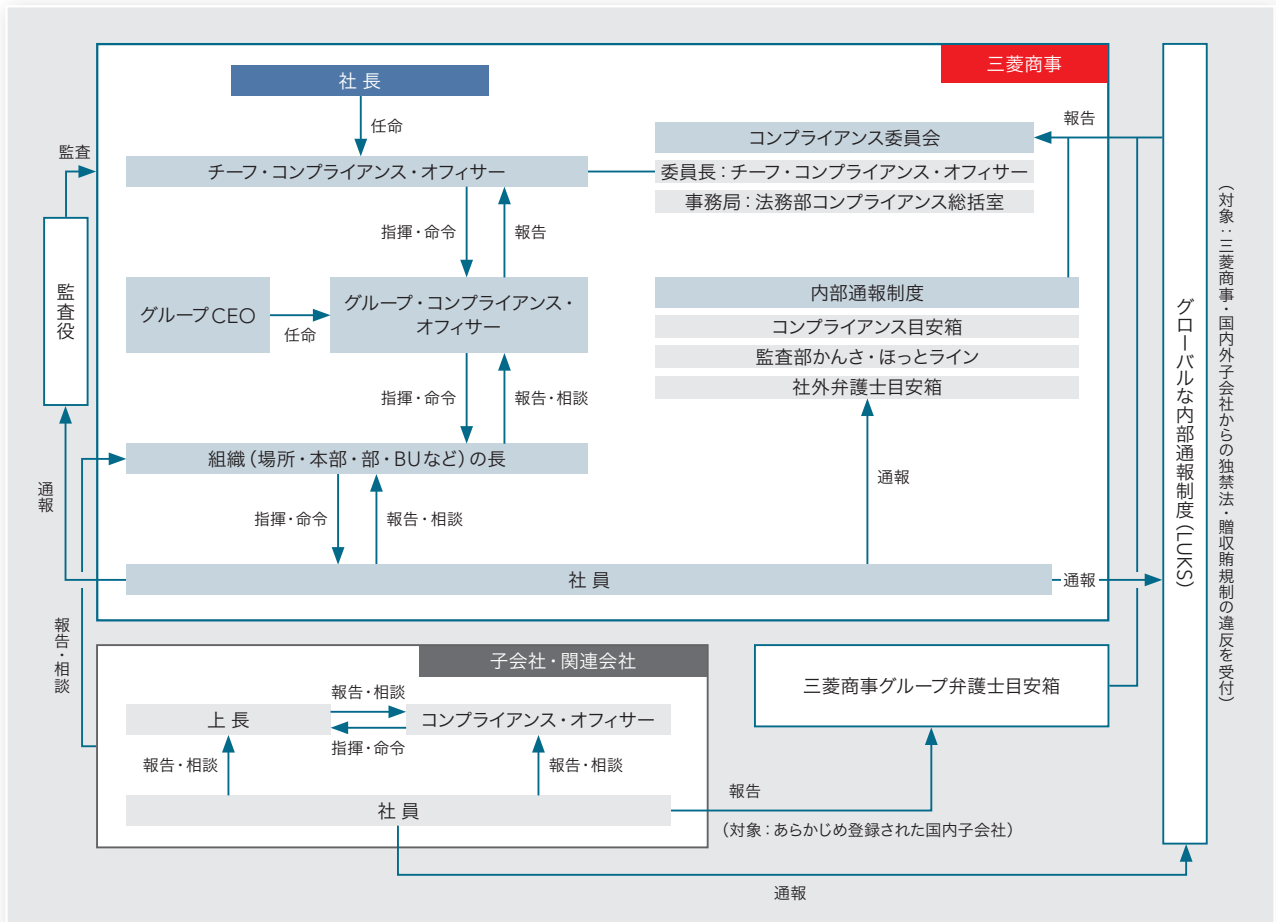 三菱商事
社長
任命
報告
コンプライアンス委員会
監査
チーフ・コンプライアンス・オフィサー
委員長：チーフ・コンプライアンス・オフィサー
事務局：法務部コンプライアンス総括室
指揮・命令
報告
監査役
グループCEO
任命
グループ・コンプライアンス・
オフィサー
内部通報制度
コンプライアンス目安箱
監査部かんさ・ほっとライン
社外弁護士目安箱
指揮・命令
報告・相談
組織（場所・本部・部・BUなど）の長
通報
通報
指揮・命令
報告・相談
社員
通報
グローバルな内部通報制度（LUKS）
（対象：三菱商事・国内外子会社からの独禁法・贈収賄規制の違反を受付）
報告・相談
子会社・関連会社
報告・相談
上長
コンプライアンス・オフィサー
指揮・命令
報告・相談
報告・相談
社員
三菱商事グループ弁護士目安箱
報告
（対象：あらかじめ登録された国内子会社）
通報